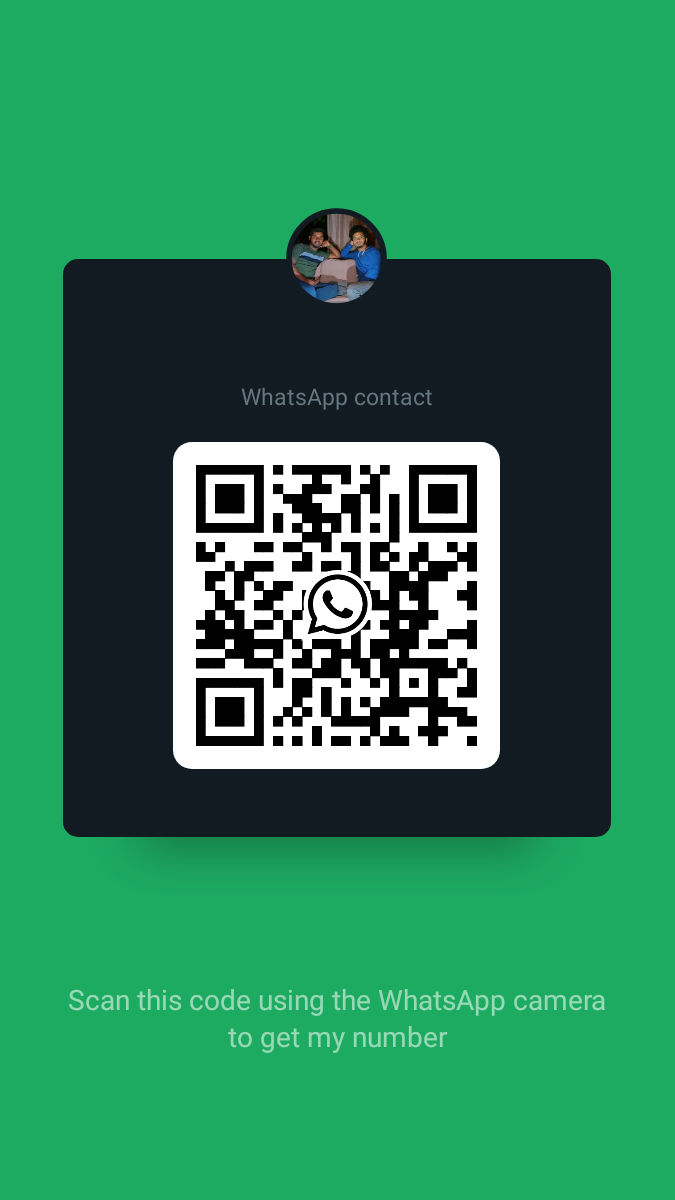 WhatsApp contact
Scan this code using the WhatsApp camera
to get my number